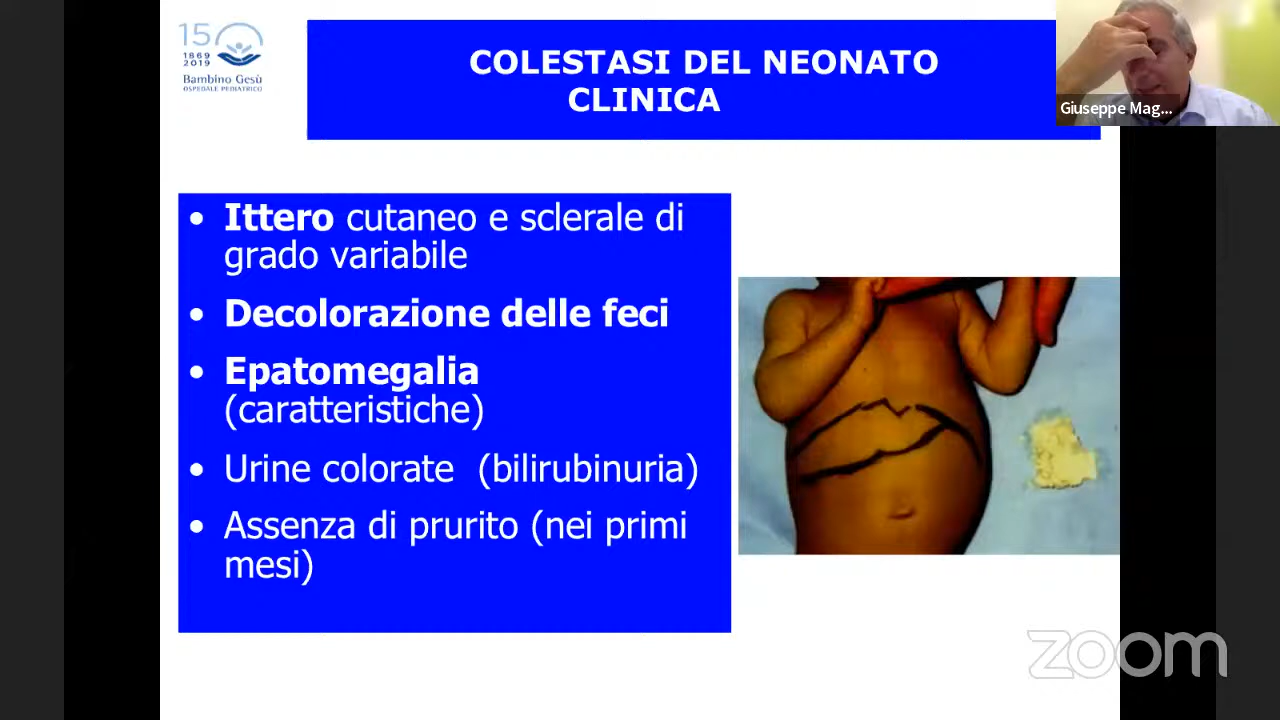 15
1869
2019
Bambino Gesù
OSPEDALE PEDIATRICO
COLESTASI DEL NEONATO
CLINICA
Giuseppe Mag...
• Ittero cutaneo e sclerale di
grado variabile
• Decolorazione delle feci
• Epatomegalia
(caratteristiche)
• Urine colorate (bilirubinuria)
• Assenza di prurito (nei primi
mesi)
zoom